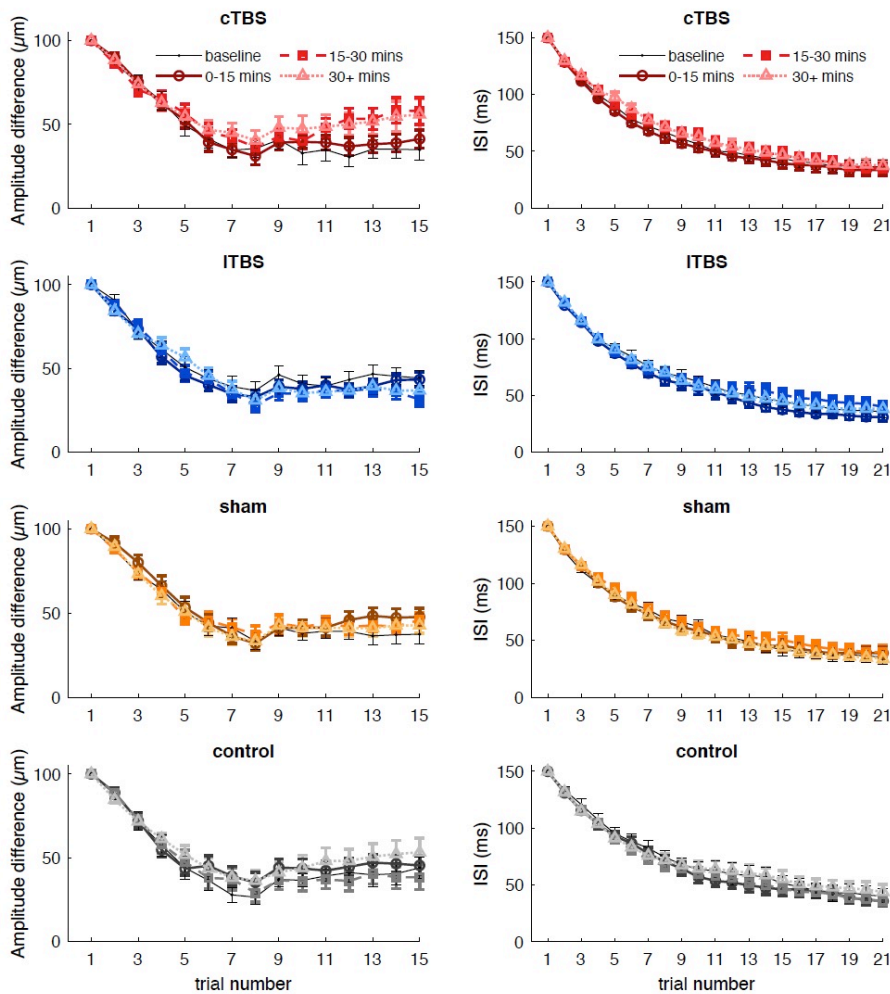 cTBS
Amplitude difference (µm)
100
50
0
baseline
15-30 mins
0-15 mins
30+ mins
1 3 5 7 9 11 13 15
cTBS
ISI (ms)
150
100
50
0
baseline
15-30 mins
0-15 mins
30+ mins
1 3 5 7 9 11 13 15 17 19 21
ITBS
Amplitude difference (µm)
100
50
0
1 3 5 7 9 11 13 15
ITBS
ISI (ms)
150
100
50
0
1 3 5 7 9 11 13 15 17 19 21
sham
Amplitude difference (µm)
100
50
0
1 3 5 7 9 11 13 15
sham
ISI (ms)
150
100
50
0
1 3 5 7 9 11 13 15 17 19 21
control
Amplitude difference (µm)
100
50
0
1 3 5 7 9 11 13 15
trial number
control
ISI (ms)
150
100
50
0
1 3 5 7 9 11 13 15 17 19 21
trial number